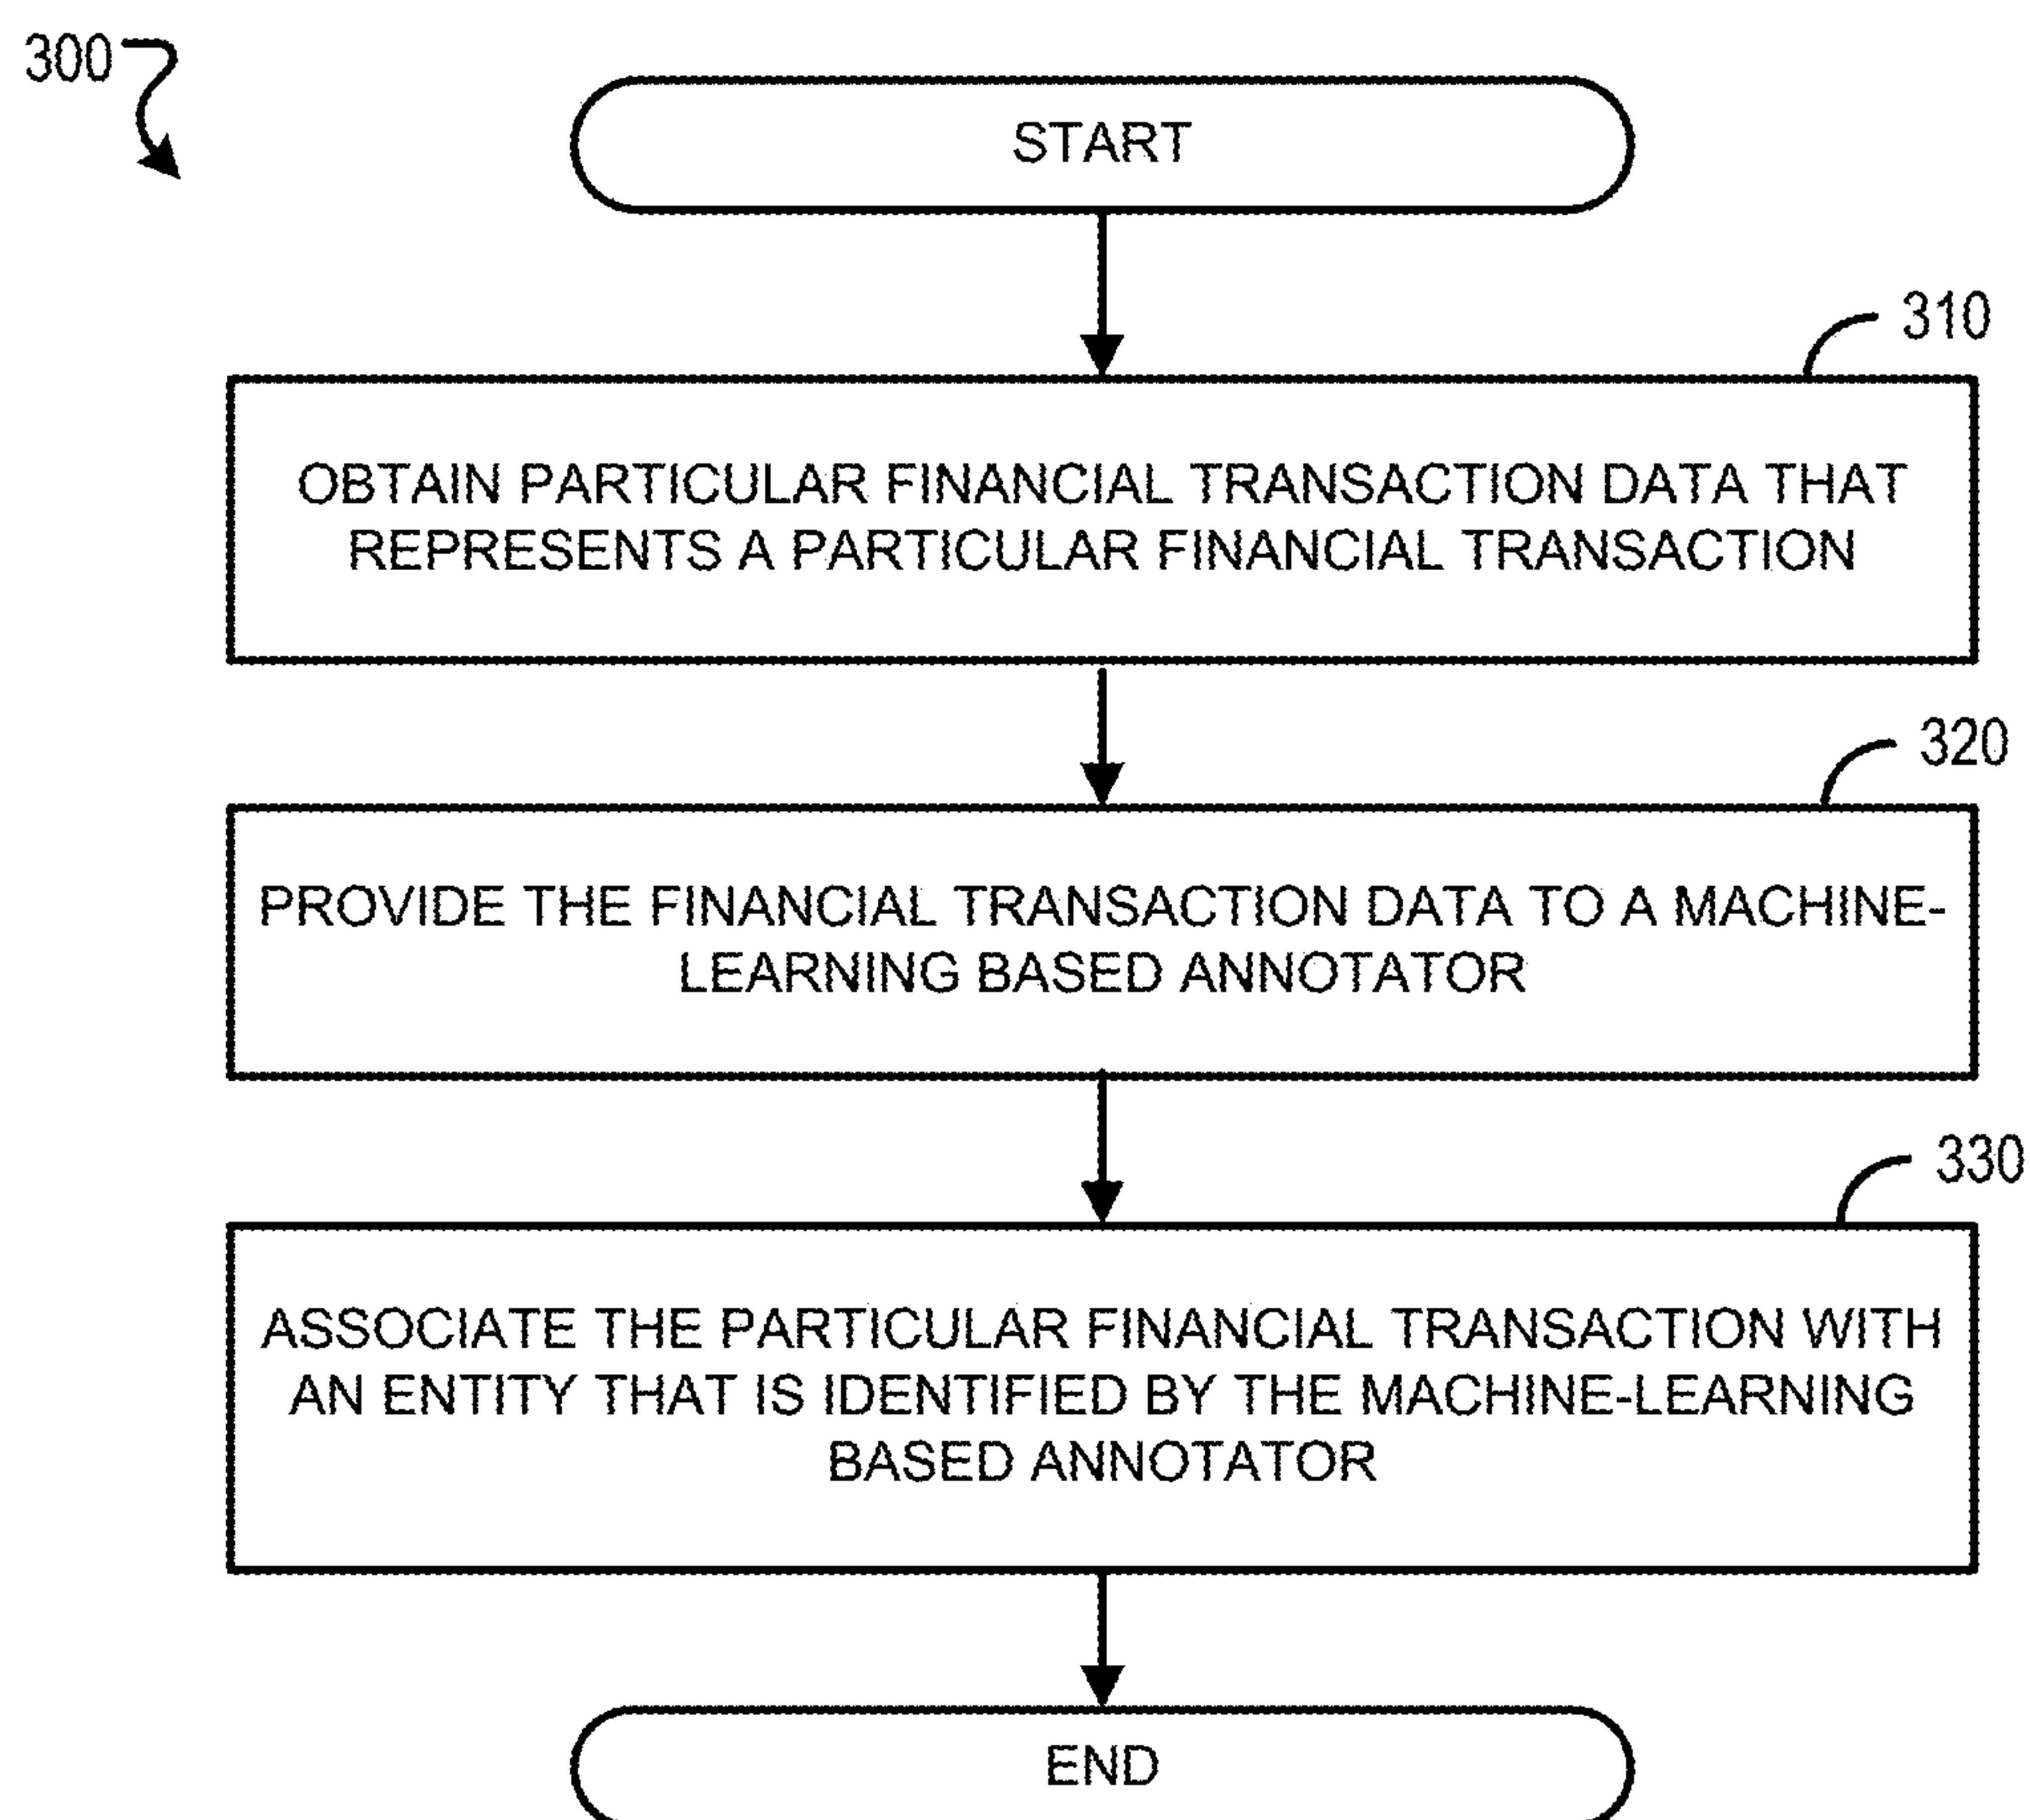 300
START
310
OBTAIN PARTICULAR FINANCIAL TRANSACTION DATA THAT
REPRESENTS A PARTICULAR FINANCIAL TRANSACTION
320
PROVIDE THE FINANCIAL TRANSACTION DATA TO A MACHINE-
LEARNING BASED ANNOTATOR
330
ASSOCIATE THE PARTICULAR FINANCIAL TRANSACTION WITH
AN ENTITY THAT IS IDENTIFIED BY THE MACHINE-LEARNING
BASED ANNOTATOR
END